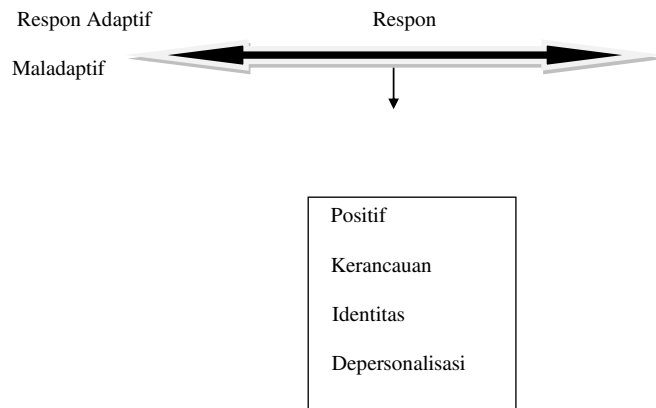 Respon Adaptif Respon
Maladaptif
Positif
Kerancauan
Identitas
Depersonalisasi